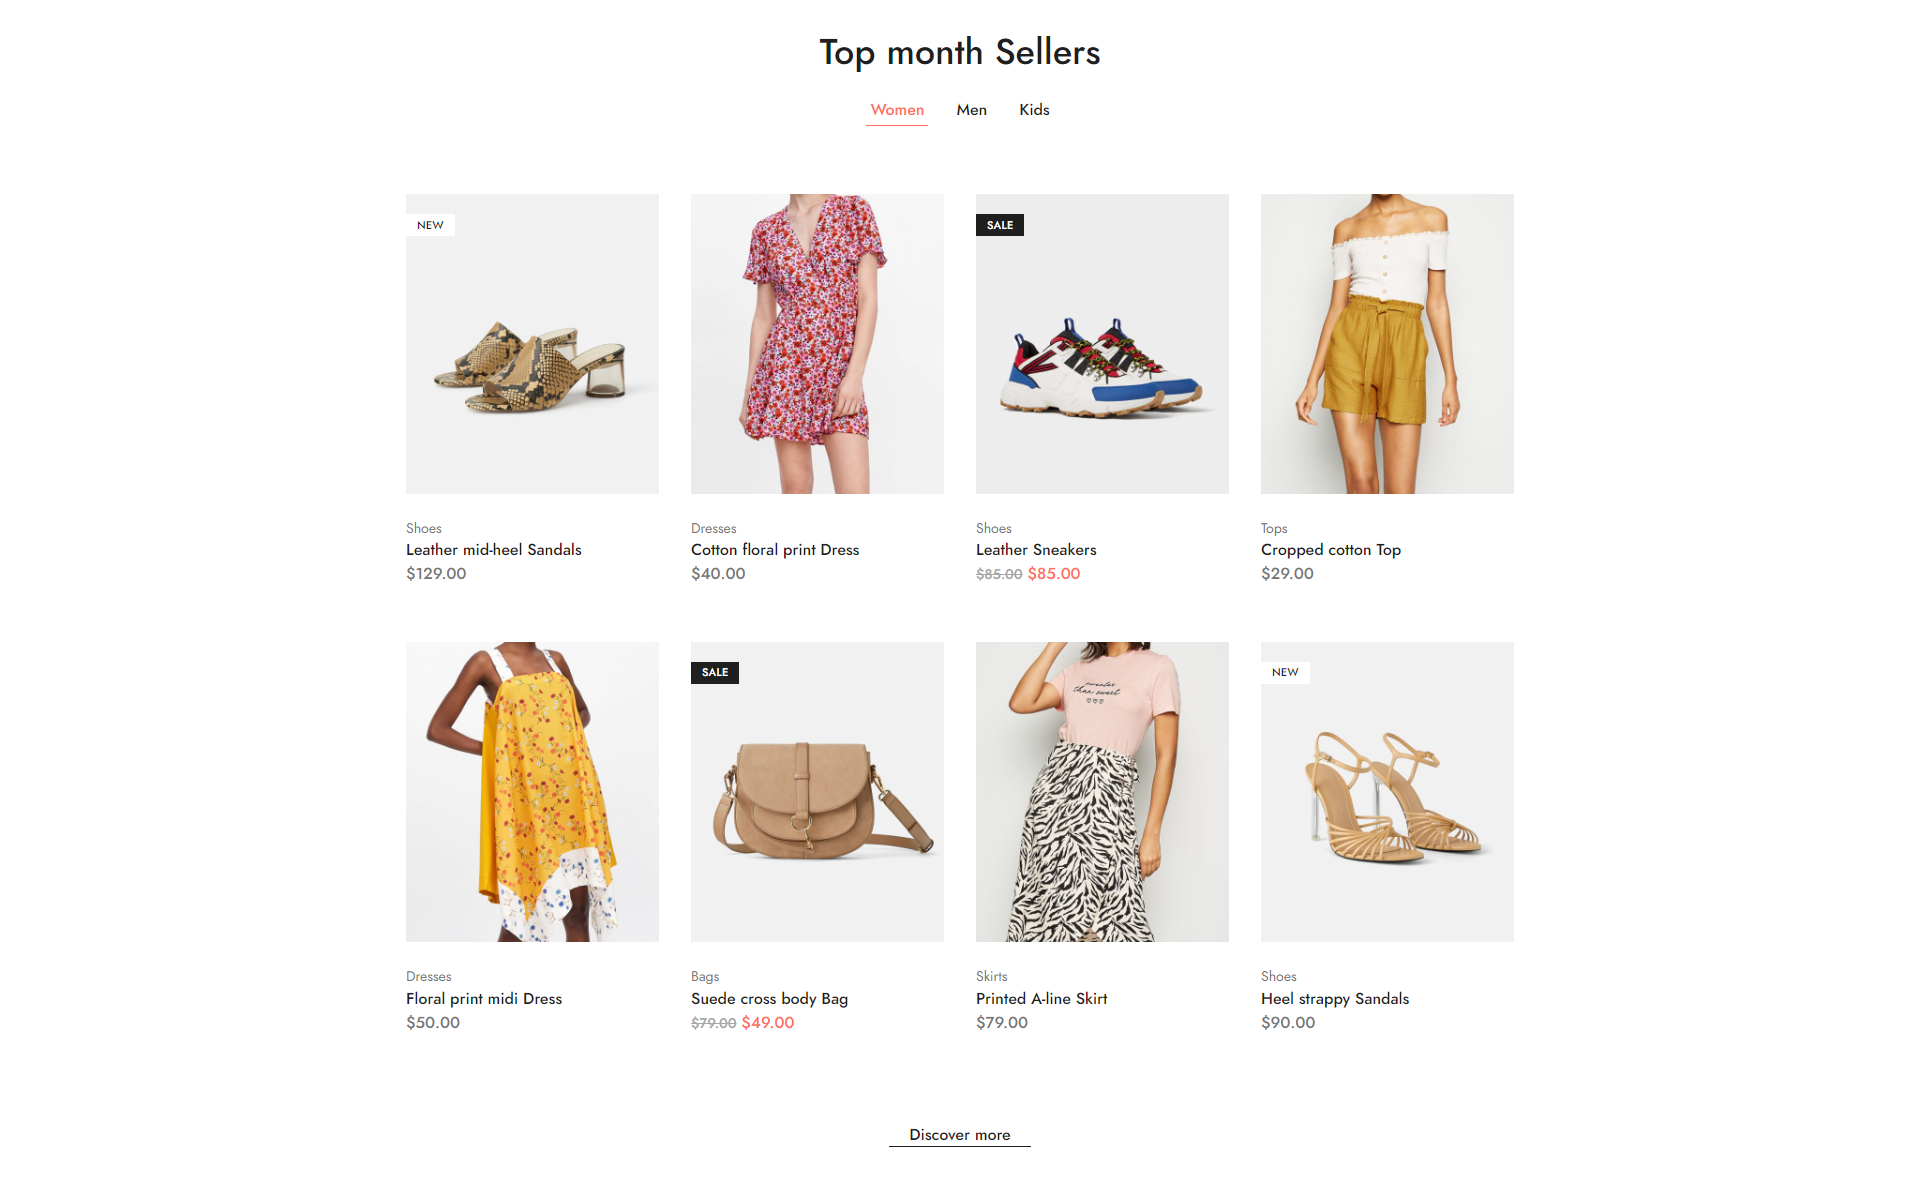 Top month Sellers
Women Men Kids
NEW
SALE
Shoes
Leather mid-heel Sandals
$129.00
Dresses
Cotton floral print Dress
$40.00
Shoes
Leather Sneakers
$85.00 $85.00
Tops
Cropped cotton Top
$29.00
SALE
sweeter
than sweet
NEW
Dresses
Floral print midi Dress
$50.00
Bags
Suede cross body Bag
$79.00 $49.00
Skirts
Printed A-line Skirt
$79.00
Shoes
Heel strappy Sandals
$90.00
Discover more